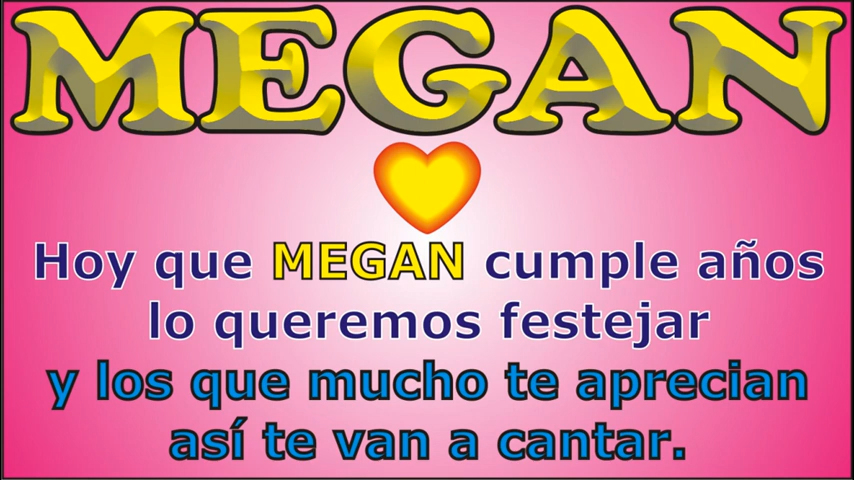 MEGAN
Hoy que MEGAN cumple años
lo queremos festejar
y los que mucho te aprecian
así te van a cantar.